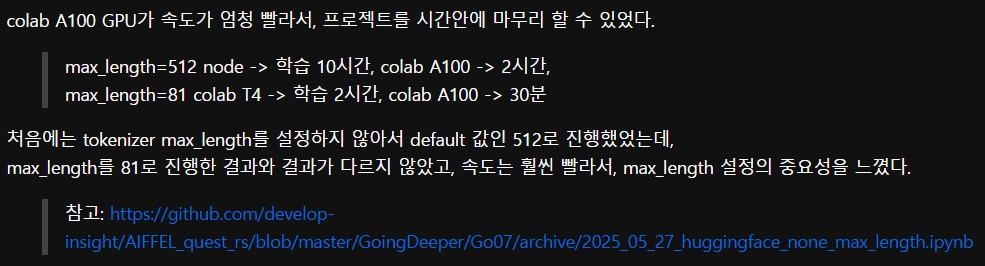 colab A100 GPU가 속도가 엄청 빨라서, 프로젝트를 시간안에 마무리 할 수 있었다.
max_length=512 node -> 학습 10시간, colab A100 -> 2시간,
max_length=81 colab T4 -> 학습 2시간, colab A100 -> 30분
처음에는 tokenizer max_length를 설정하지 않아서 default 값인 512로 진행했었는데,
max_length를 81로 진행한 결과와 결과가 다르지 않았고, 속도는 훨씬 빨라서, max_length 설정의 중요성을 느꼈다.
참고: https://github.com/develop-
insight/AIFFEL_quest_rs/blob/master/GoingDeeper/Go07/archive/2025_05_27_huggingface_none_max_length.ipynb